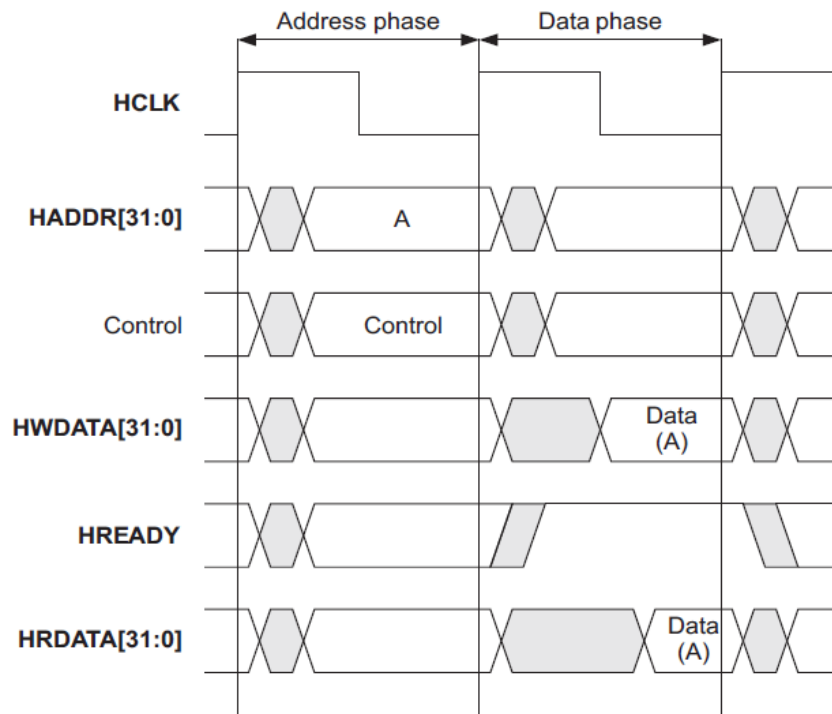 Address phase Data phase
HCLK
HADDR[31:0] A
Control Control
HWDATA[31:0] Data
(A)
HREADY
HRDATA[31:0] Data
(A)